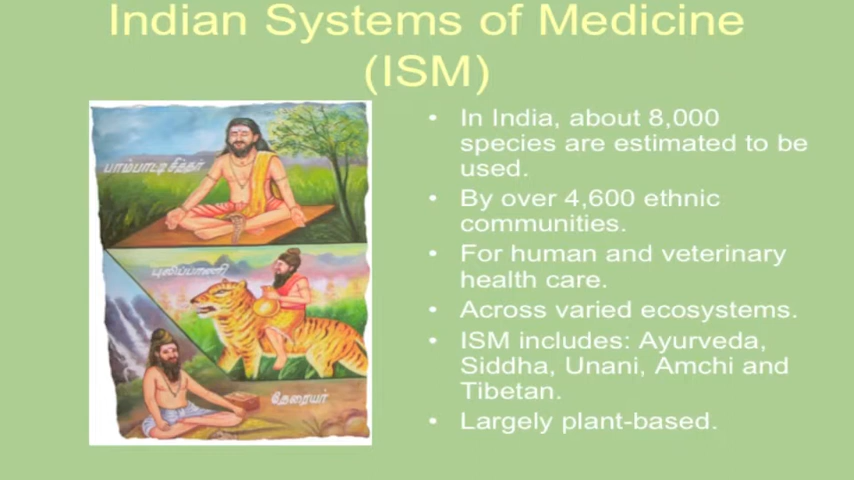 Indian Systems of Medicine
(ISM)
பாம்பாட்டி சித்தர்
புலிப்பாணி
தேரையர்
• In India, about 8,000
species are estimated to be
used.
• By over 4,600 ethnic
communities.
• For human and veterinary
health care.
• Across varied ecosystems.
• ISM includes: Ayurveda,
Siddha, Unani, Amchi and
Tibetan.
• Largely plant-based.